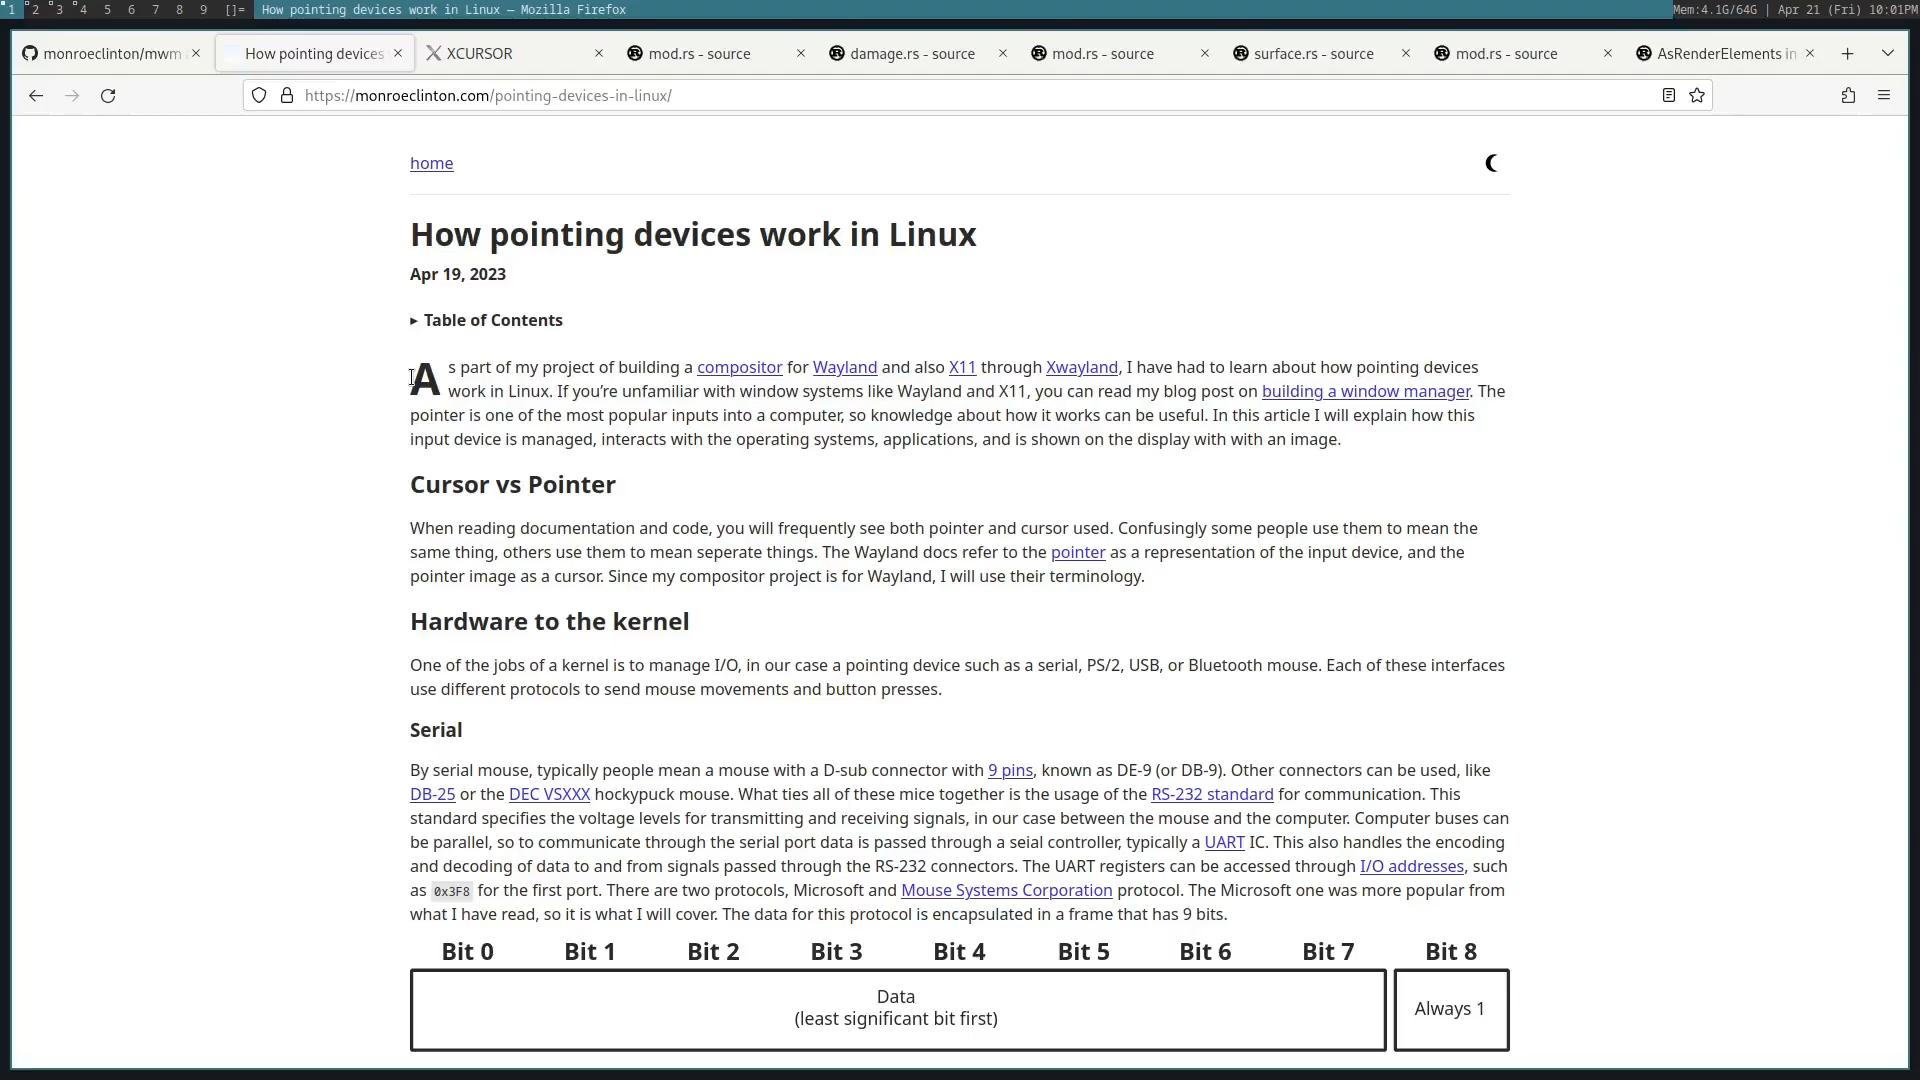 1 2 3 4 5 6 7 8 9 []= How pointing devices work in Linux — Mozilla Firefox Mem:4.1G/64G | Apr 21 (Fri) 10:01PM
monroeclinton/mwm How pointing devices XCURSOR mod.rs - source damage.rs - source mod.rs - source surface.rs - source mod.rs - source AsRenderElements in
https://monroeclinton.com/pointing-devices-in-linux/
home
How pointing devices work in Linux
Apr 19, 2023
▸ Table of Contents
As part of my project of building a compositor for Wayland and also X11 through Xwayland, I have had to learn about how pointing devices
work in Linux. If you’re unfamiliar with window systems like Wayland and X11, you can read my blog post on building a window manager. The
pointer is one of the most popular inputs into a computer, so knowledge about how it works can be useful. In this article I will explain how this
input device is managed, interacts with the operating systems, applications, and is shown on the display with with an image.
Cursor vs Pointer
When reading documentation and code, you will frequently see both pointer and cursor used. Confusingly some people use them to mean the
same thing, others use them to mean seperate things. The Wayland docs refer to the pointer as a representation of the input device, and the
pointer image as a cursor. Since my compositor project is for Wayland, I will use their terminology.
Hardware to the kernel
One of the jobs of a kernel is to manage I/O, in our case a pointing device such as a serial, PS/2, USB, or Bluetooth mouse. Each of these interfaces
use different protocols to send mouse movements and button presses.
Serial
By serial mouse, typically people mean a mouse with a D-sub connector with 9 pins, known as DE-9 (or DB-9). Other connectors can be used, like
DB-25 or the DEC VSXXX hockypuck mouse. What ties all of these mice together is the usage of the RS-232 standard for communication. This
standard specifies the voltage levels for transmitting and receiving signals, in our case between the mouse and the computer. Computer buses can
be parallel, so to communicate through the serial port data is passed through a seial controller, typically a UART IC. This also handles the encoding
and decoding of data to and from signals passed through the RS-232 connectors. The UART registers can be accessed through I/O addresses, such
as 0x3F8 for the first port. There are two protocols, Microsoft and Mouse Systems Corporation protocol. The Microsoft one was more popular from
what I have read, so it is what I will cover. The data for this protocol is encapsulated in a frame that has 9 bits.
Bit 0 Bit 1 Bit 2 Bit 3 Bit 4 Bit 5 Bit 6 Bit 7 Bit 8
Data
(least significant bit first)
Always 1